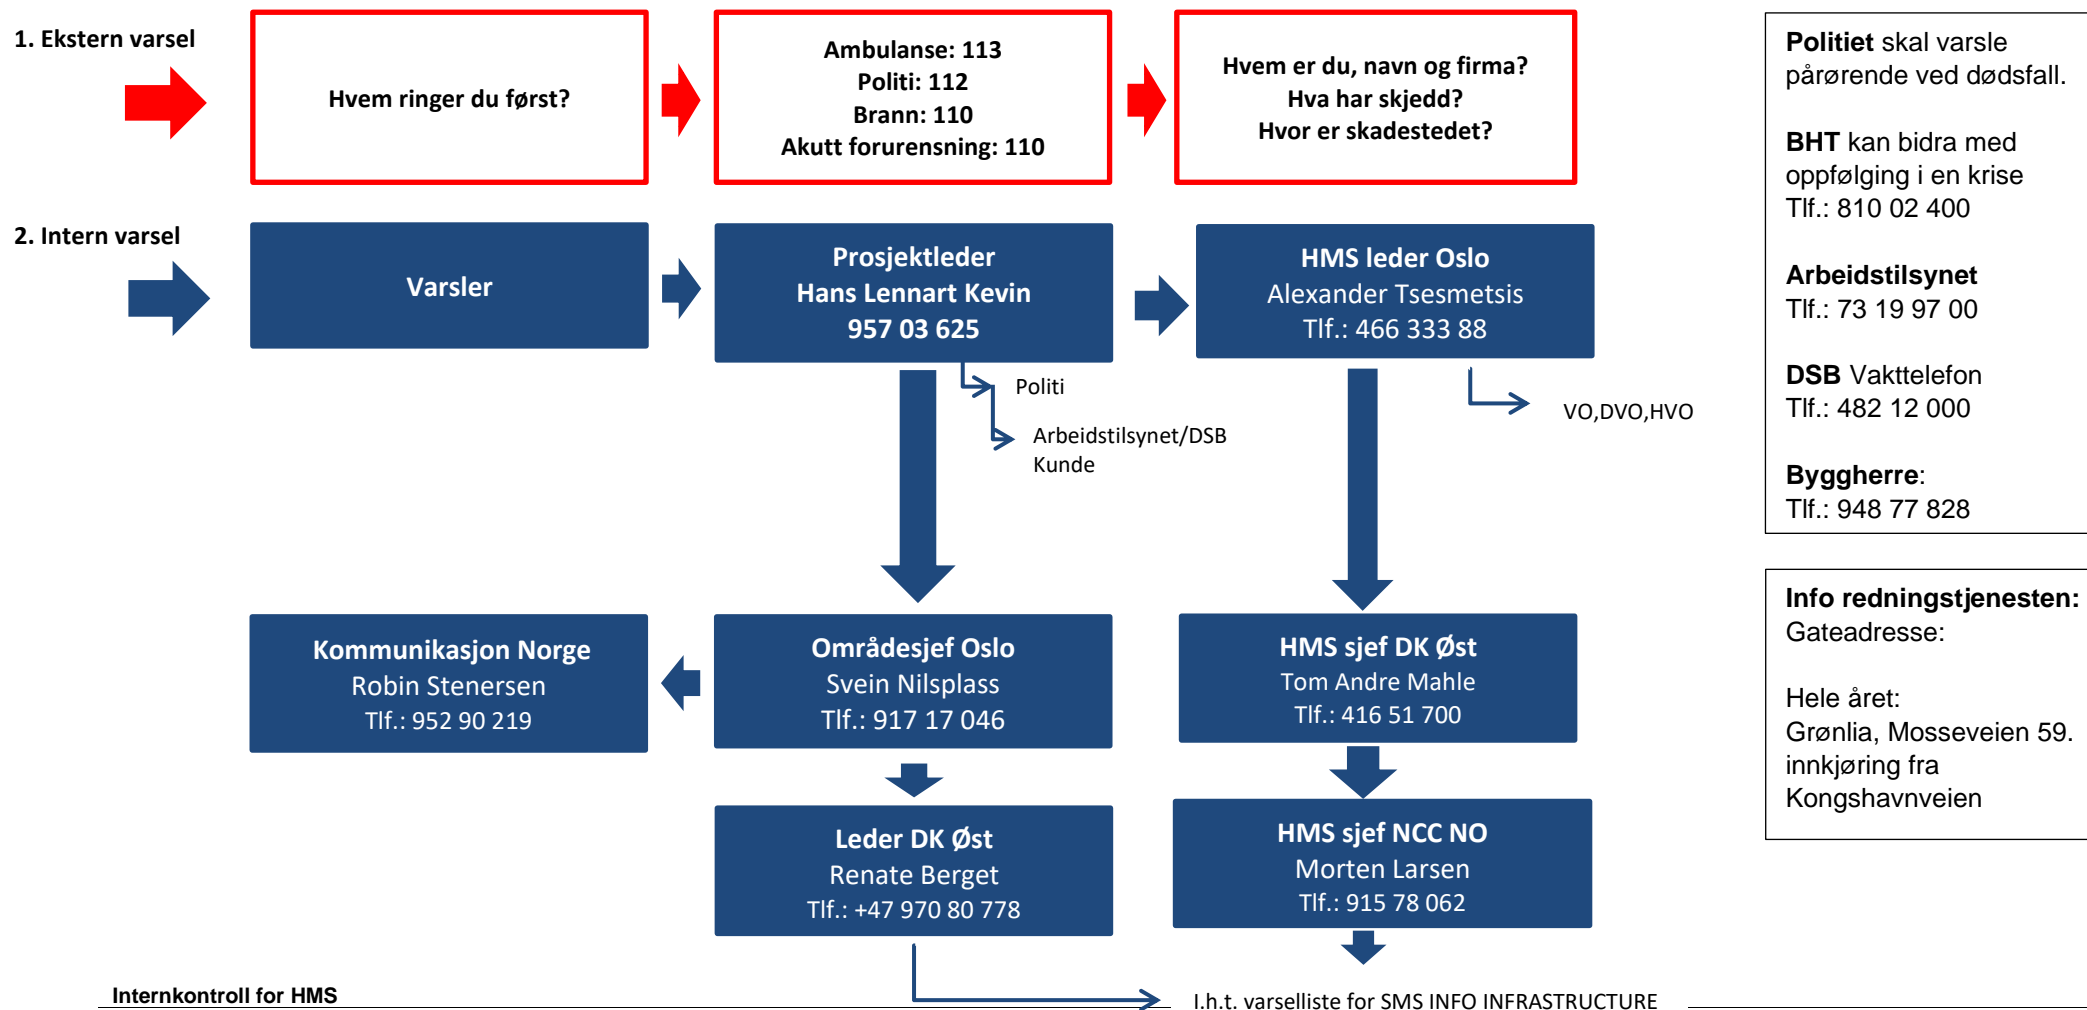 1. Ekstern varsel
Hvem ringer du først?
Ambulanse: 113
Politi: 112
Brann: 110
Akutt forurensning: 110
Hvem er du, navn og firma?
Hva har skjedd?
Hvor er skadestedet?
2. Intern varsel
Varsler
Prosjektleder
Hans Lennart Kevin
957 03 625
HMS leder Oslo
Alexander Tsesmetsis
Tlf.: 466 333 88
Politi
Arbeidstilsynet/DSB
Kunde
VO,DVO,HVO
Kommunikasjon Norge
Robin Stenersen
Tlf.: 952 90 219
Områdesjef Oslo
Svein Nilsplass
Tlf.: 917 17 046
HMS sjef DK Øst
Tom Andre Mahle
Tlf.: 416 51 700
Leder DK Øst
Renate Berget
Tlf.: +47 970 80 778
HMS sjef NCC NO
Morten Larsen
Tlf.: 915 78 062
Politiet skal varsle
pårørende ved dødsfall.
BHT kan bidra med
oppfølging i en krise
Tlf.: 810 02 400
Arbeidstilsynet
Tlf.: 73 19 97 00
DSB Vakttelefon
Tlf.: 482 12 000
Byggherre:
Tlf.: 948 77 828
Info redningstjenesten:
Gateadresse:
Hele året:
Grønlia, Mosseveien 59.
innkjøring fra
Kongshavnveien
Internkontroll for HMS
I.h.t. varselliste for SMS INFO INFRASTRUCTURE